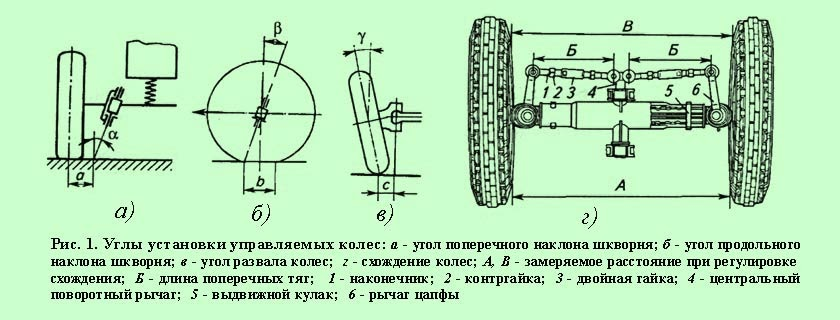 α
a
а)
β
b
б)
γ
c
в)
В
Б
Б
1
2
3
4
5
6
А
г)
Рис. 1. Углы установки управляемых колес: а - угол поперечного наклона шкворня; б - угол продольного
наклона шкворня; в - угол развала колес; г - схождение колес; А, В - замеряемое расстояние при регулировке
схождения; Б - длина поперечных тяг; 1 - наконечник; 2 - контргайка; 3 - двойная гайка; 4 - центральный
поворотный рычаг; 5 - выдвижной кулак; 6 - рычаг цапфы